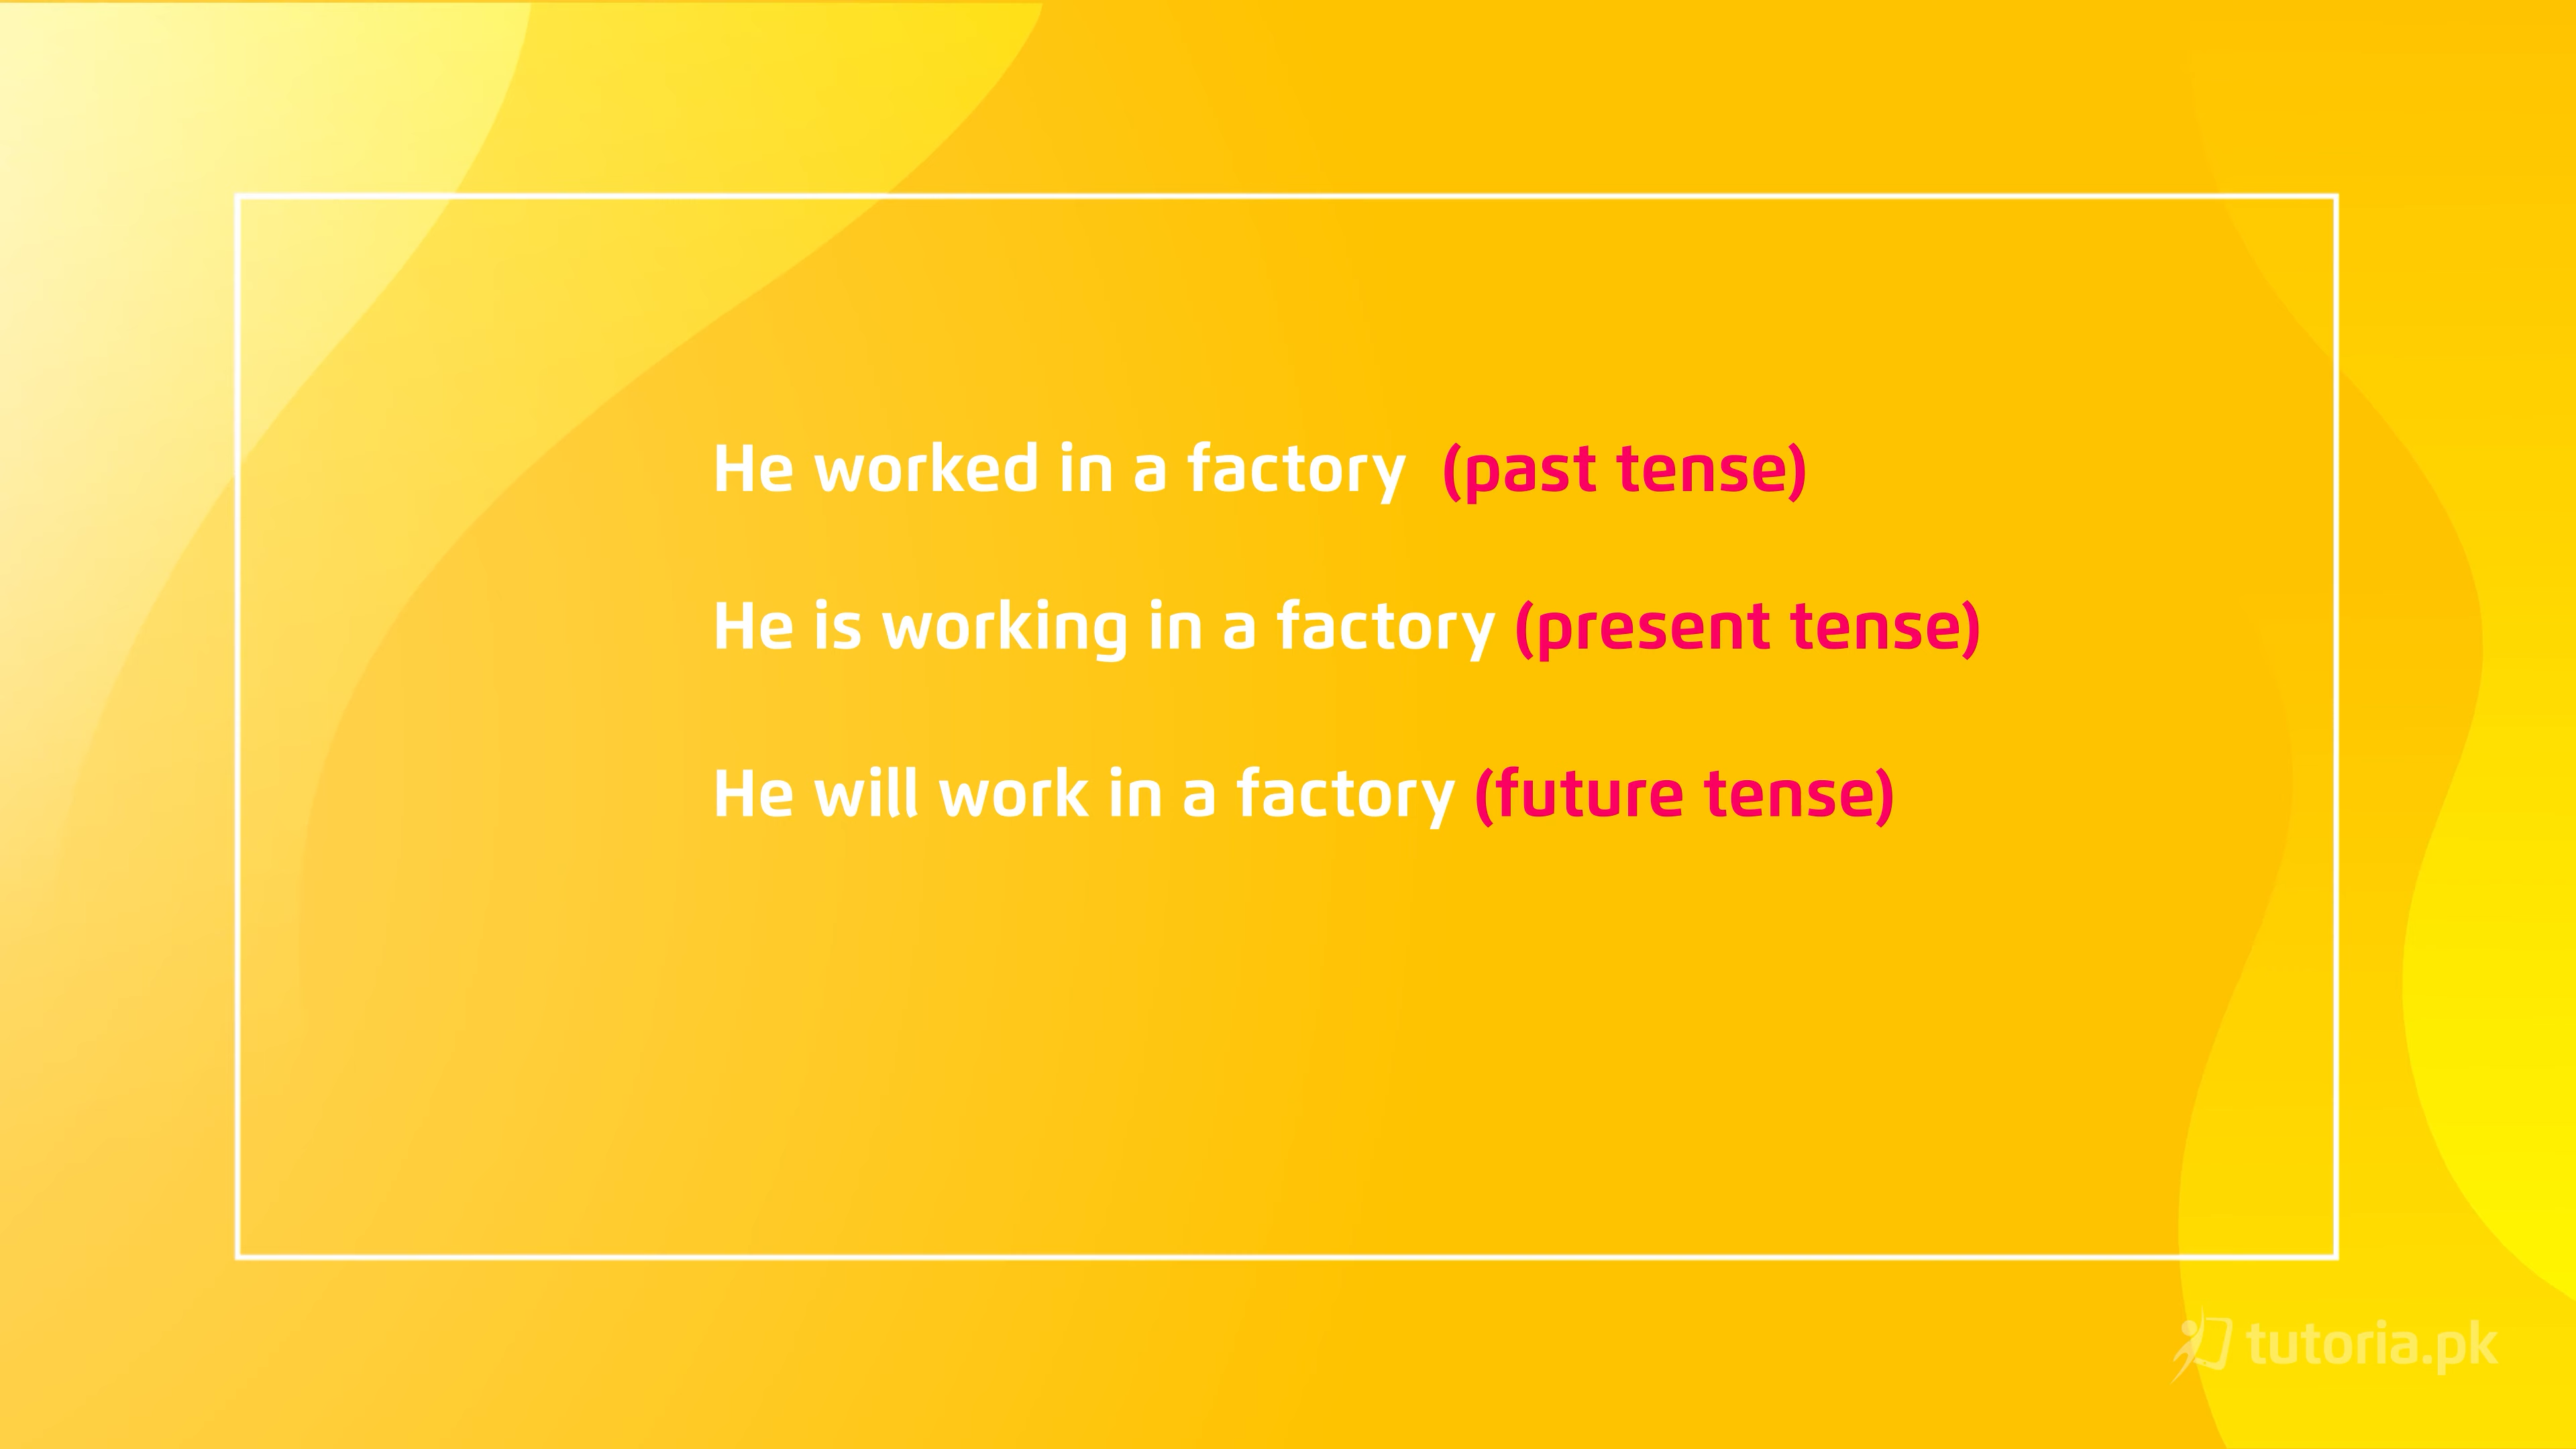 He worked in a factory (past tense)
He is working in a factory (present tense)
He will work in a factory (future tense)
tutoria.pk